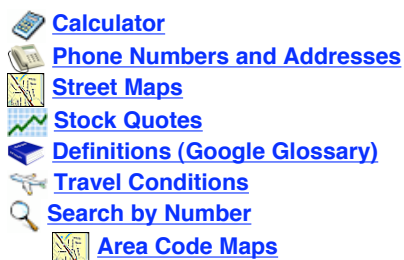 Calculator
Phone Numbers and Addresses
Street Maps
Stock Quotes
Definitions (Google Glossary)
Travel Conditions
Search by Number
Area Code Maps